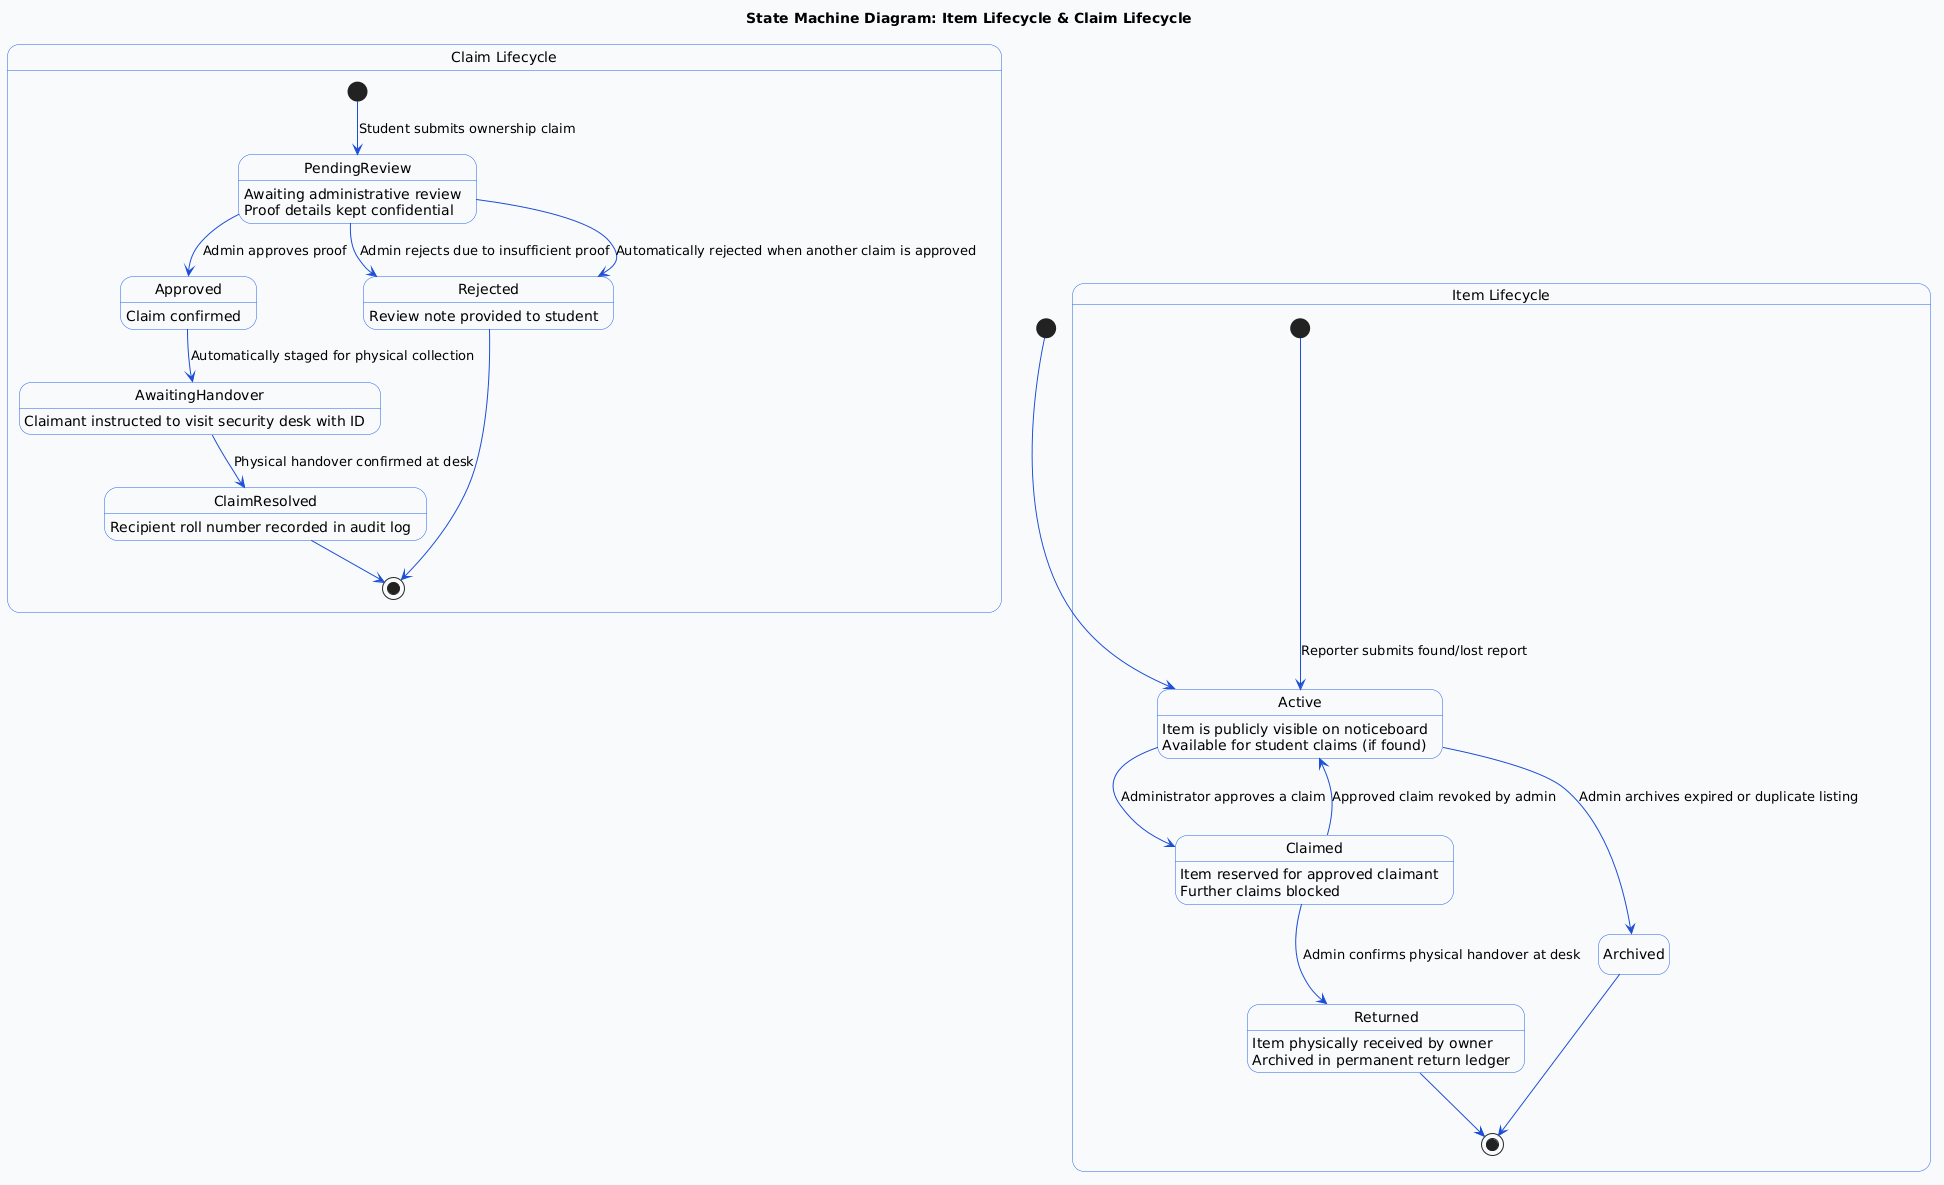 State Machine Diagram: Item Lifecycle & Claim Lifecycle
Claim Lifecycle
Student submits ownership claim
PendingReview
Awaiting administrative review
Proof details kept confidential
Admin approves proof
Admin rejects due to insufficient proof
Automatically rejected when another claim is approved
Approved
Claim confirmed
Rejected
Review note provided to student
Automatically staged for physical collection
AwaitingHandover
Claimant instructed to visit security desk with ID
Physical handover confirmed at desk
ClaimResolved
Recipient roll number recorded in audit log
Item Lifecycle
Reporter submits found/lost report
Active
Item is publicly visible on noticeboard
Available for student claims (if found)
Administrator approves a claim
Approved claim revoked by admin
Admin archives expired or duplicate listing
Claimed
Item reserved for approved claimant
Further claims blocked
Admin confirms physical handover at desk
Archived
Returned
Item physically received by owner
Archived in permanent return ledger